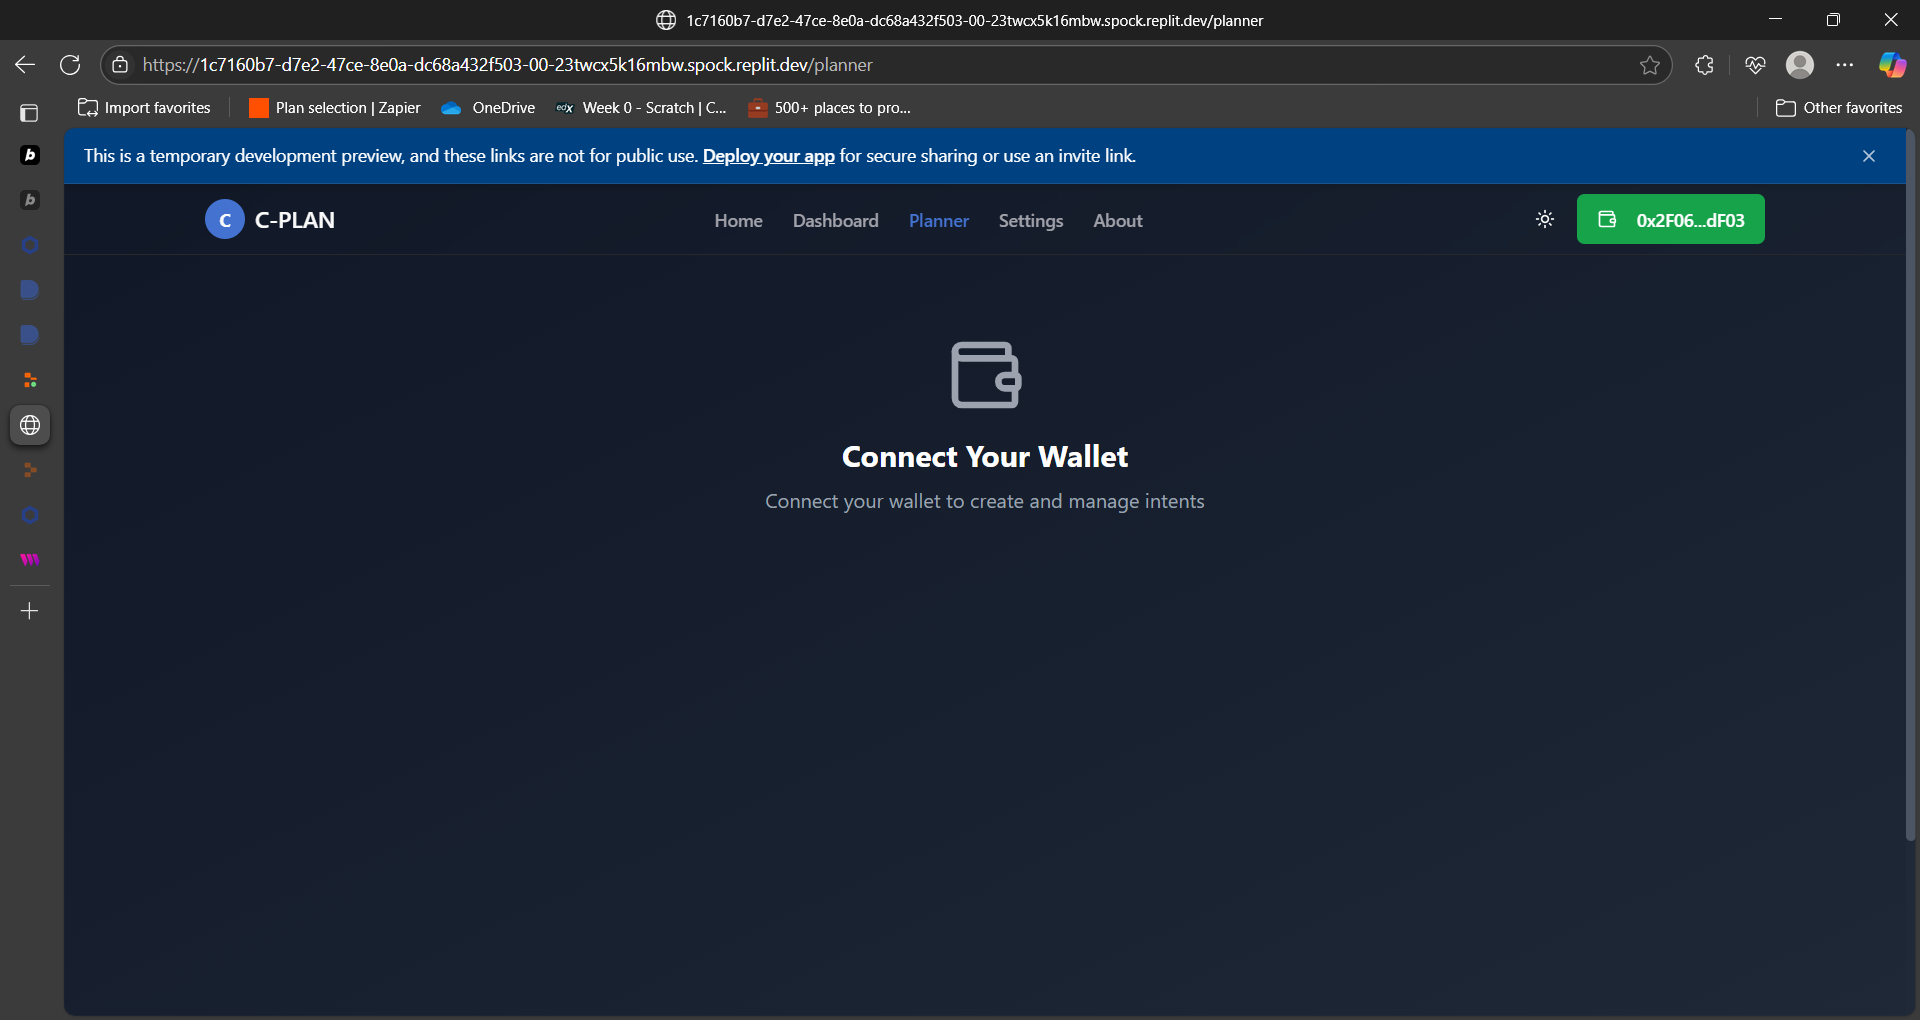 1c7160b7-d7e2-47ce-8e0a-dc68a432f503-00-23twcx5k16mbw.spock.replit.dev/planner
https://1c7160b7-d7e2-47ce-8e0a-dc68a432f503-00-23twcx5k16mbw.spock.replit.dev/planner
Import favorites
Plan selection | Zapier
OneDrive
edX
Week 0 - Scratch | C...
500+ places to pro...
Other favorites
This is a temporary development preview, and these links are not for public use. Deploy your app for secure sharing or use an invite link.
C
C-PLAN
Home
Dashboard
Planner
Settings
About
0x2F06...dF03
Connect Your Wallet
Connect your wallet to create and manage intents